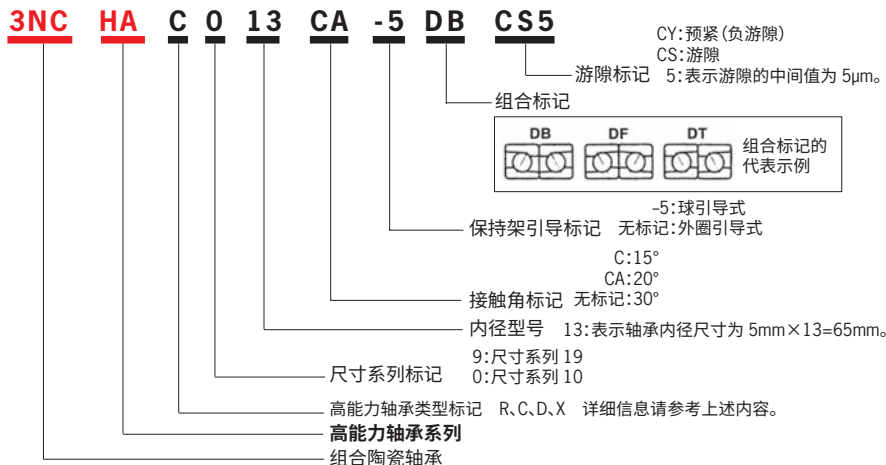 3NC HA C 0 13 CA -5 DB CS5
CY:预紧(负游隙)
CS:游隙
游隙标记 5:表示游隙的中间值为 5μm。
组合标记
DB DF DT
组合标记的
代表示例
-5:球引导式
保持架引导标记 无标记:外圈引导式
C:15°
CA:20°
接触角标记 无标记:30°
内径型号 13:表示轴承内径尺寸为 5mm×13=65mm。
9:尺寸系列 19
尺寸系列标记 0:尺寸系列 10
高能力轴承类型标记 R、C、D、X 详细信息请参考上述内容。
高能力轴承系列
组合陶瓷轴承